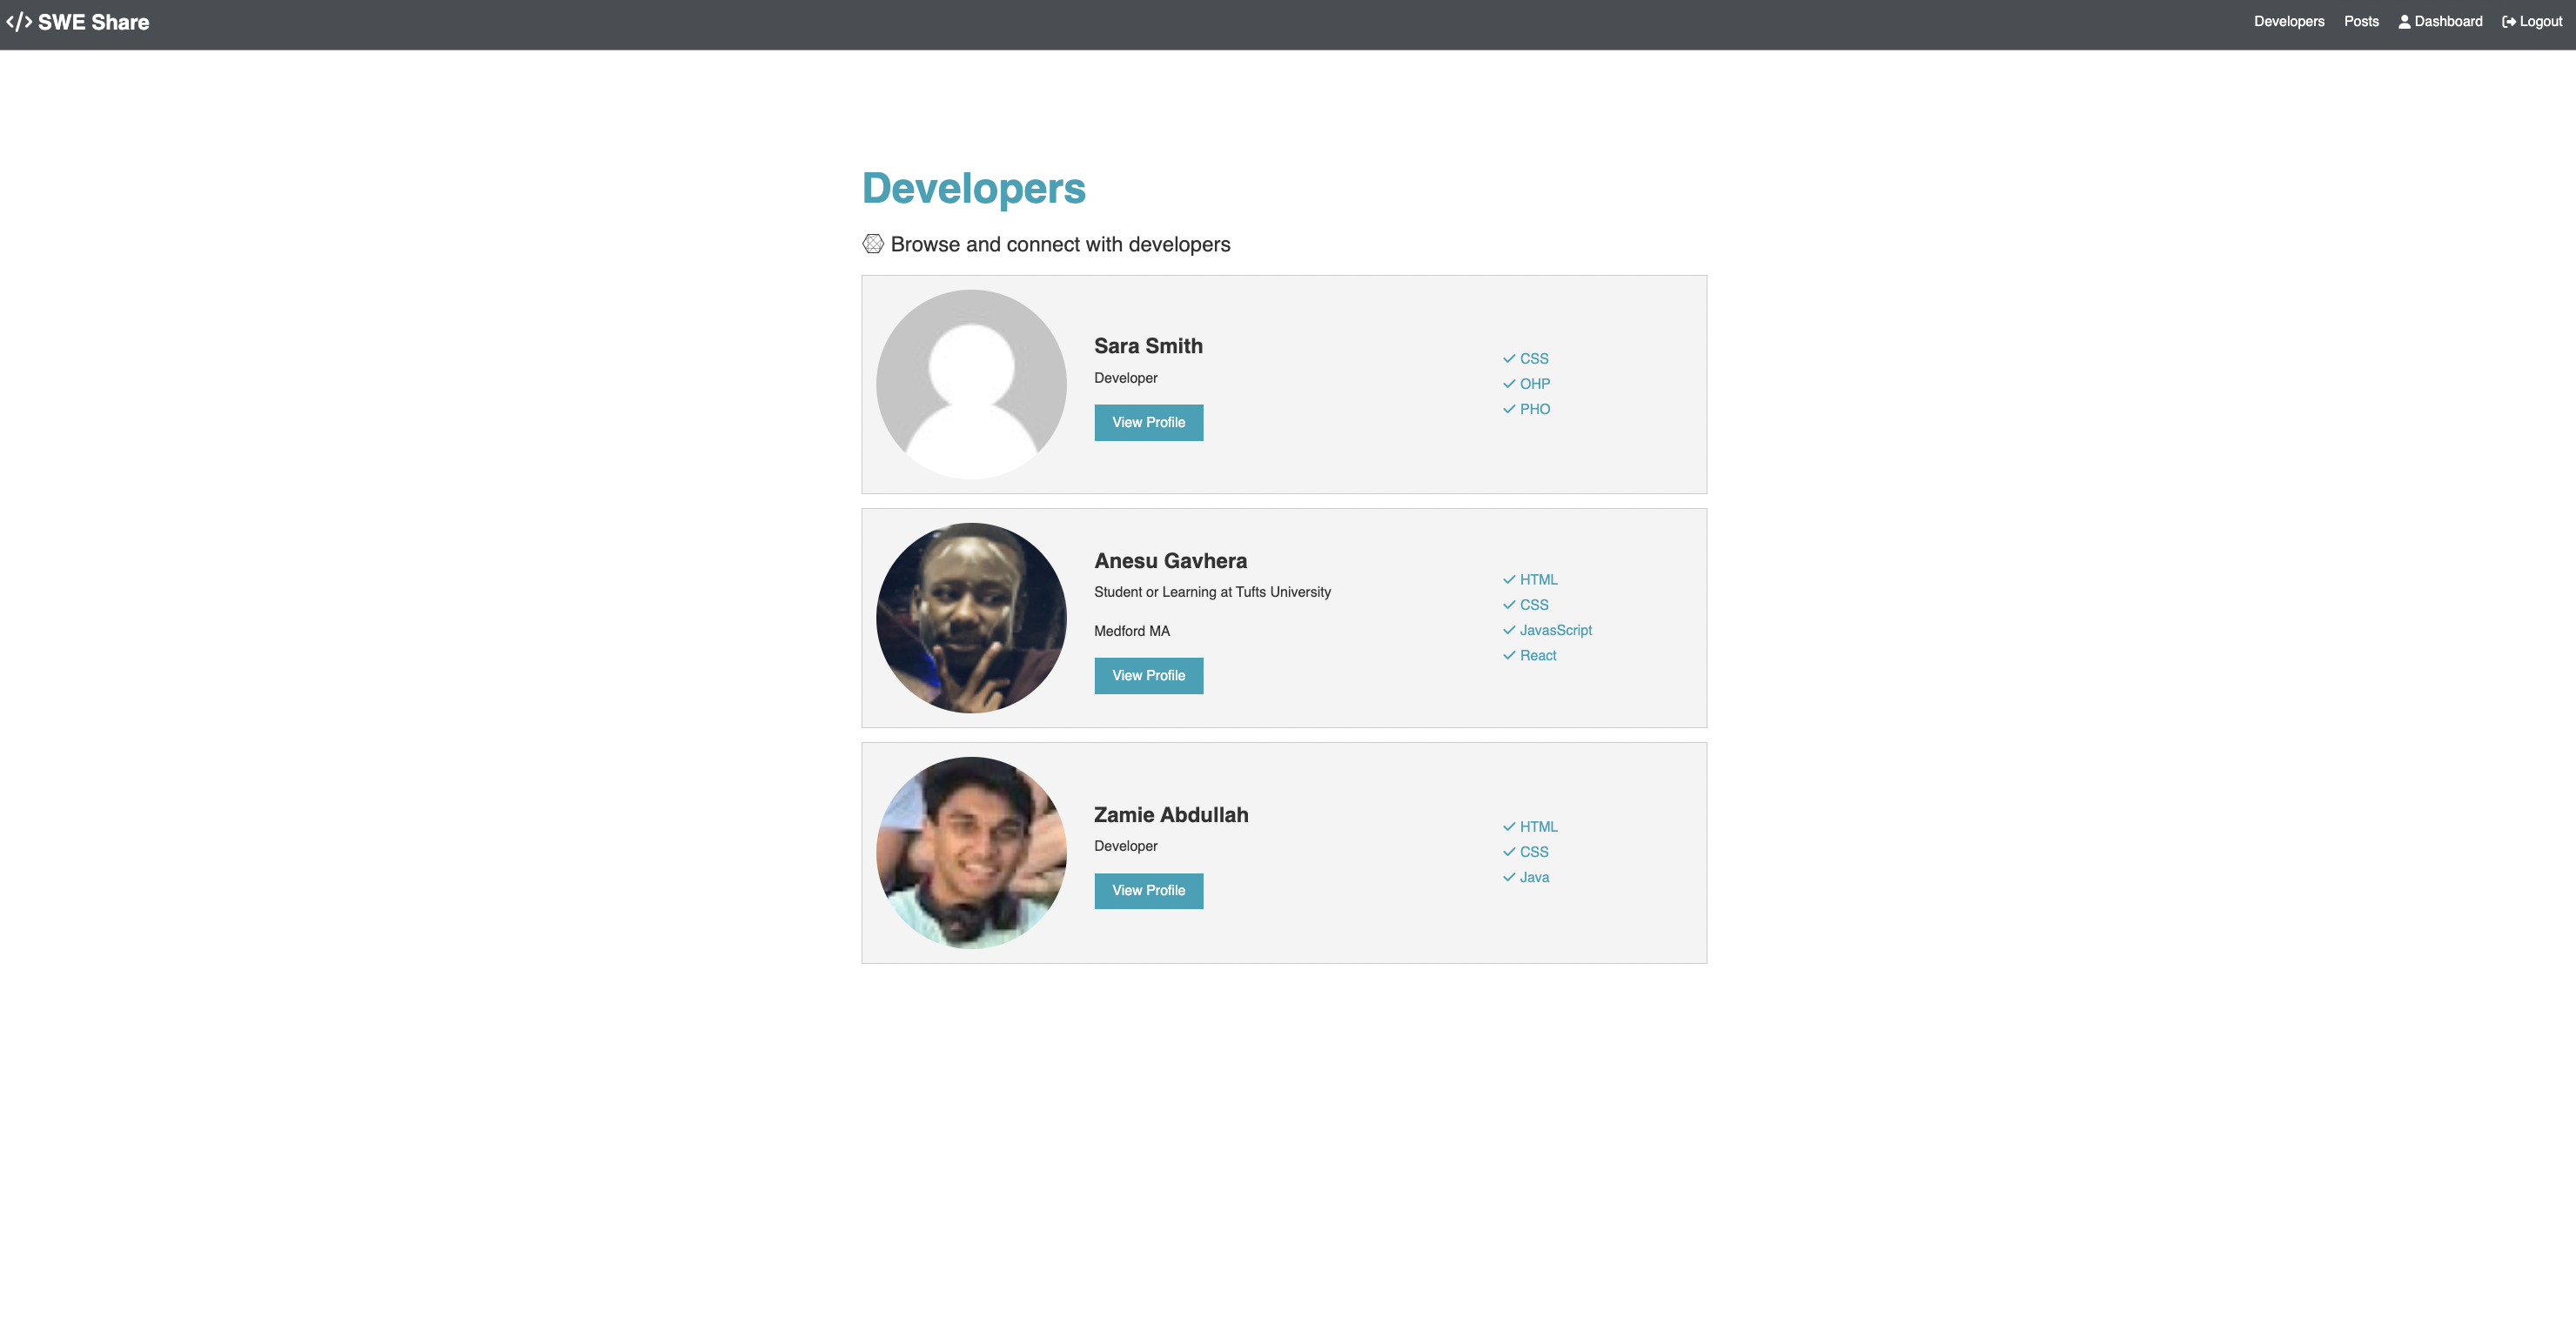 SWE Share
Developers Posts Dashboard Logout
Developers
Browse and connect with developers
Sara Smith
Developer
View Profile
CSS
OHP
PHO
Anesu Gavhera
Student or Learning at Tufts University
Medford MA
View Profile
HTML
CSS
JavasScript
React
Zamie Abdullah
Developer
View Profile
HTML
CSS
Java